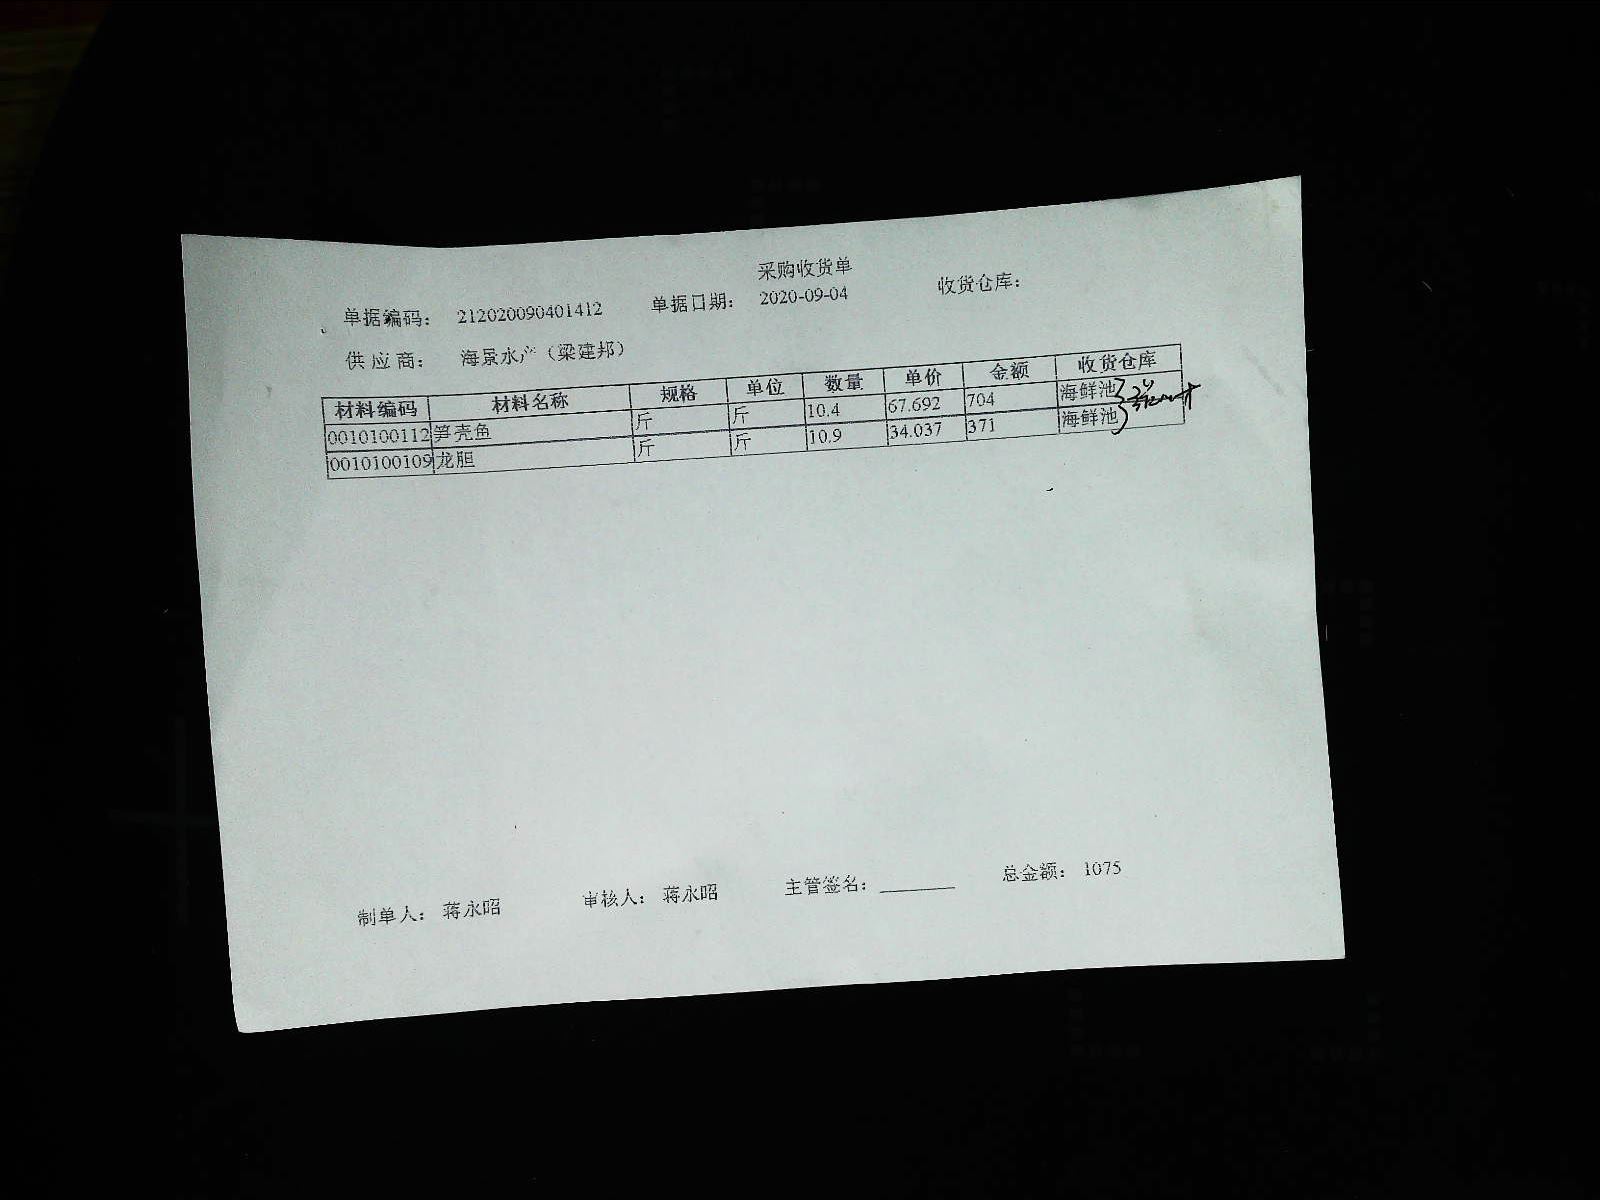 采购收货单
单据编码： 212020090401412 单据日期： 2020-09-04 收货仓库：
供应商： 海景水产（梁建邦）
材料编码 材料名称 规格 单位 数量 单价 金额 收货仓库
0010100112 笋壳鱼 斤 斤 10.4 67.692 704 海鲜池
0010100109 龙胆 斤 斤 10.9 34.037 371 海鲜池
制单人： 蒋永昭 审核人： 蒋永昭 主管签名：________ 总金额： 1075